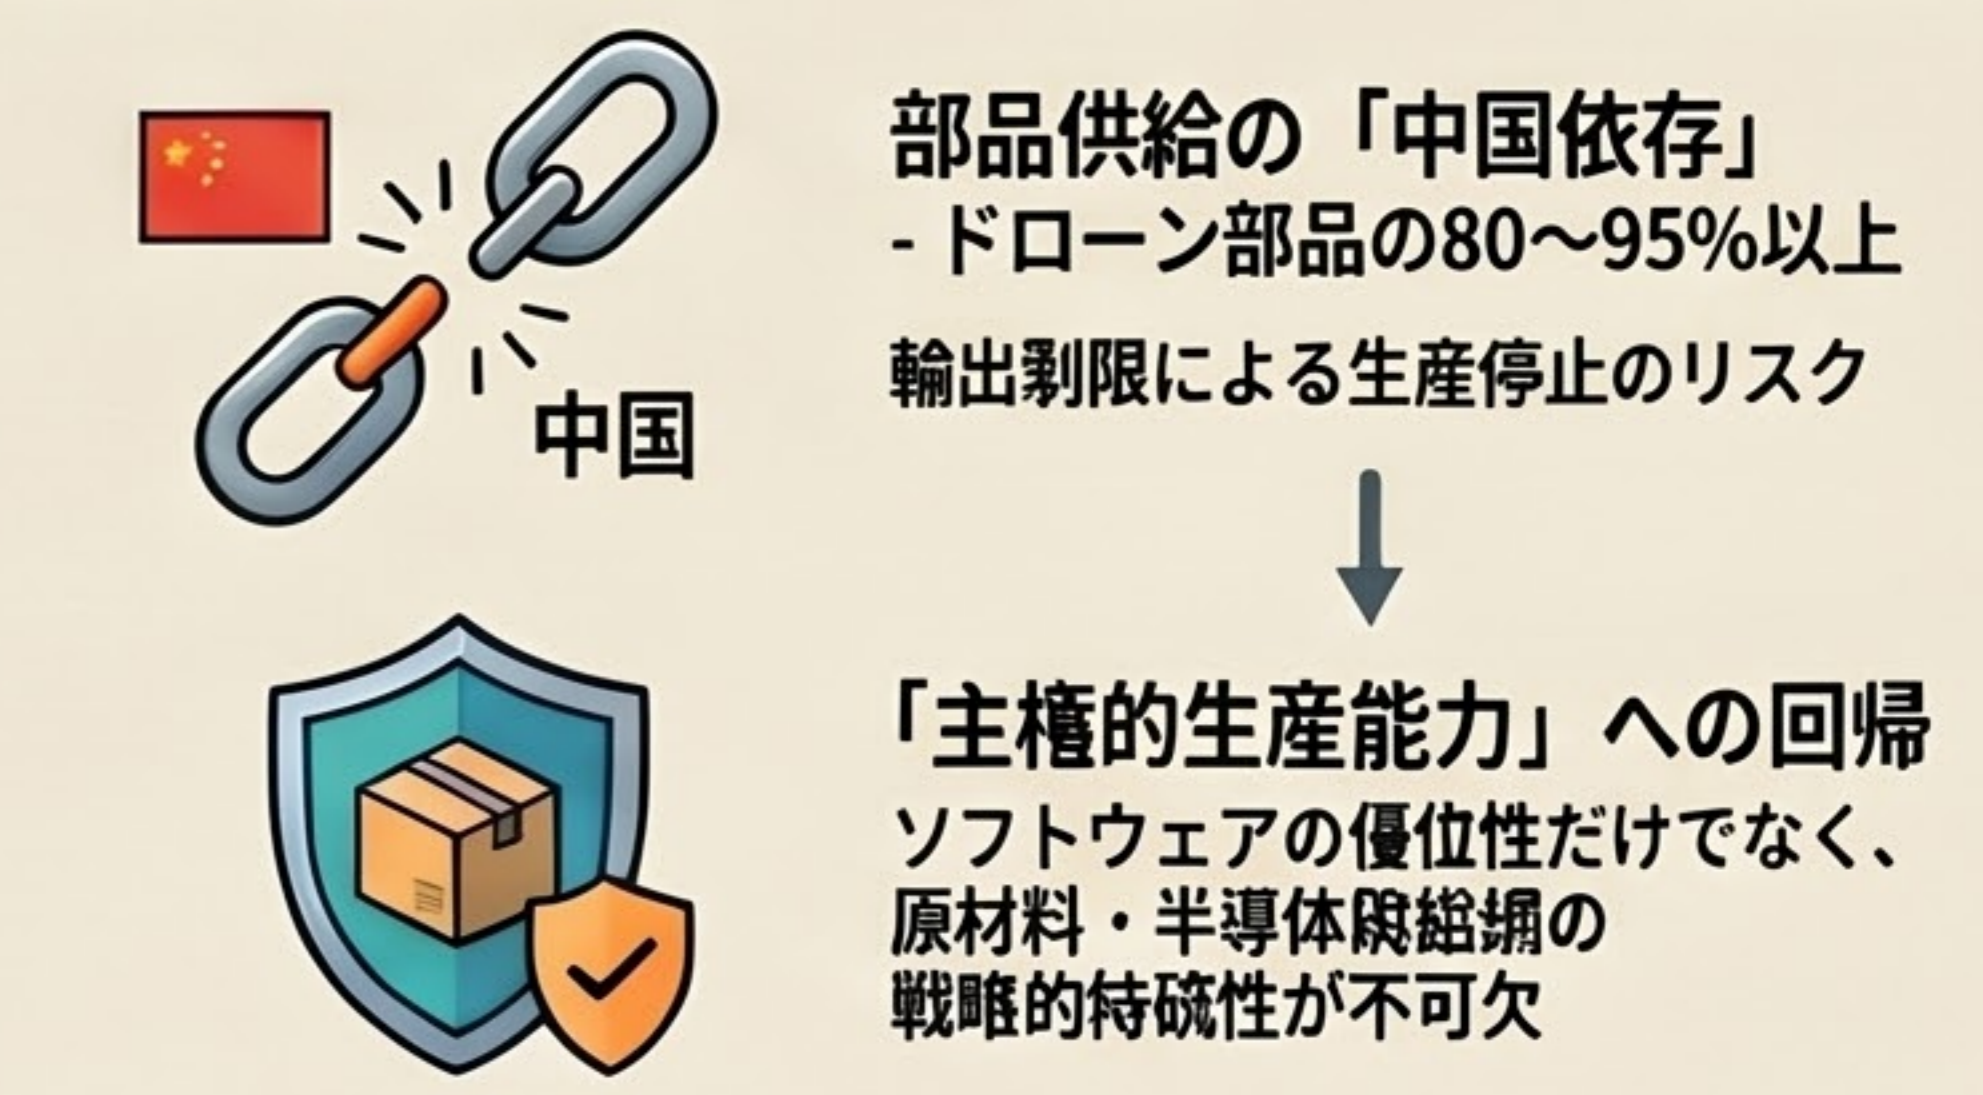 部品供給の「中国依存」
- ドローン部品の80〜95%以上
輸出制限による生産停止のリスク
中国
「主権的生産能力」への回帰
ソフトウェアの優位性だけでなく、
原材料・半導体の
戦略的性が不可欠